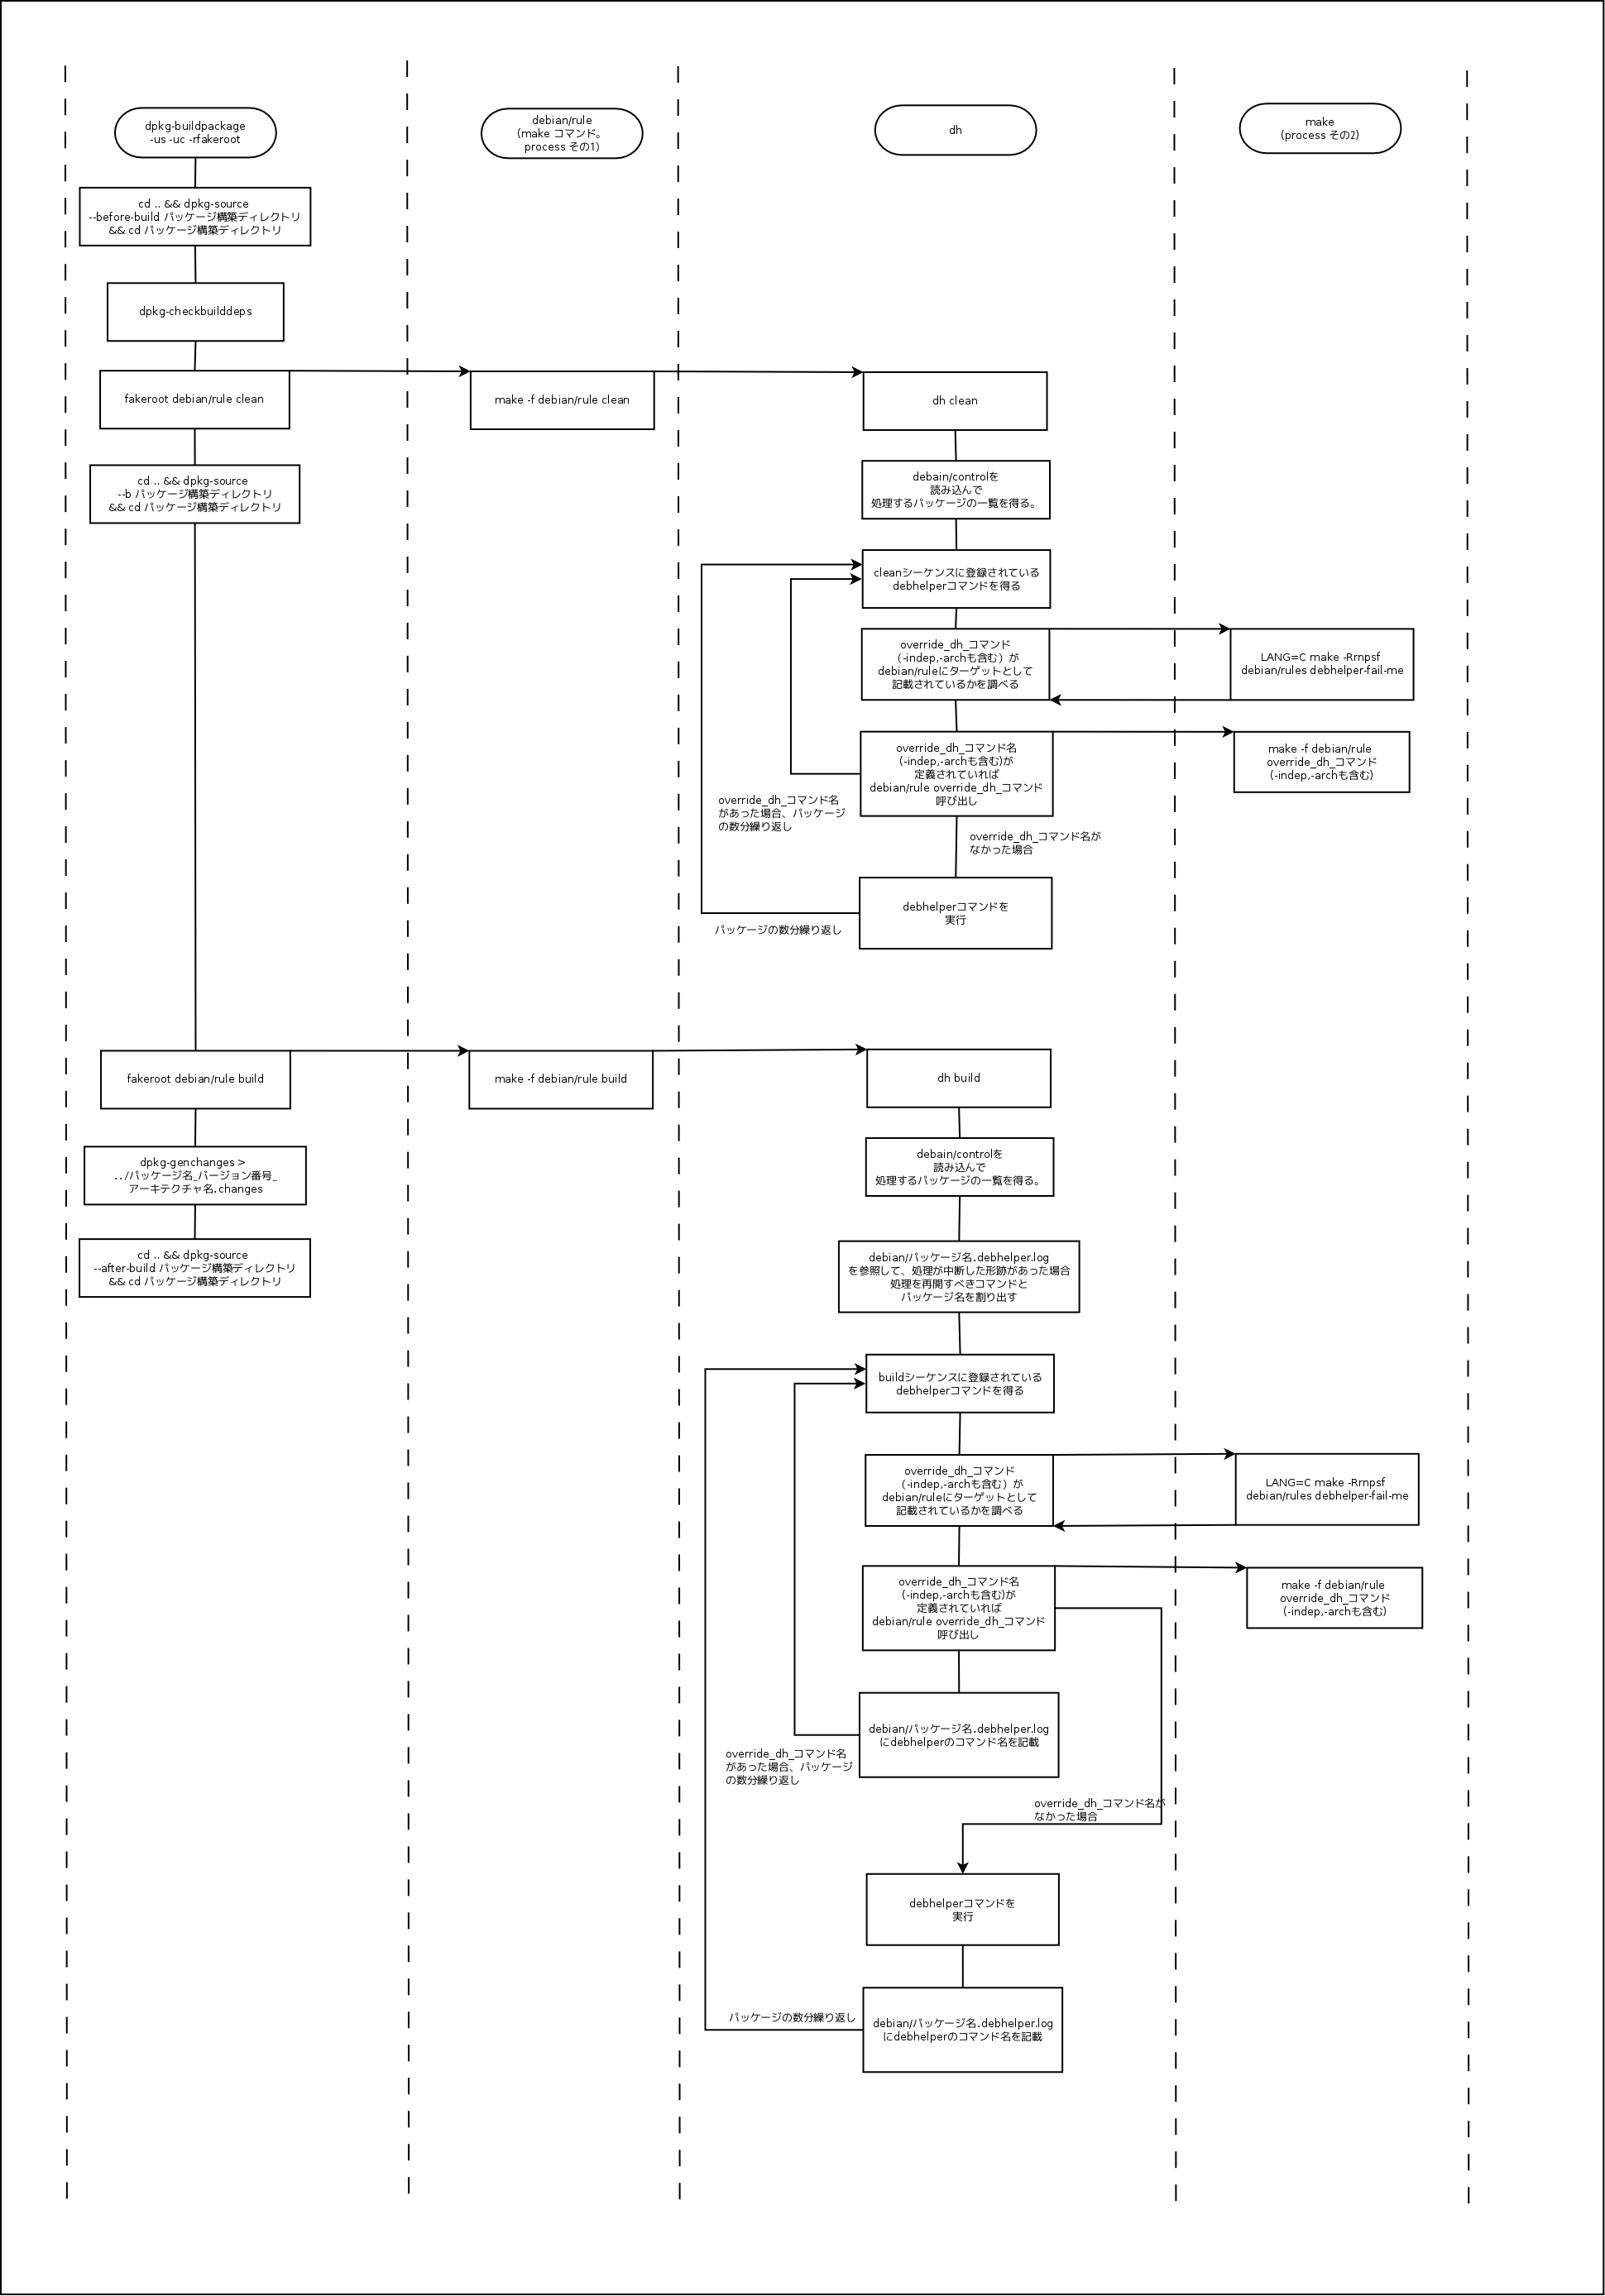 dpkg-buildpackage
-us -uc -rfakeroot
debian/rule
(make コマンド。
process その1)
dh
make
(process その2)
cd .. && dpkg-source
--before-build パッケージ構築ディレクトリ
&& cd パッケージ構築ディレクトリ
dpkg-checkbuilddeps
fakeroot debian/rule clean
make -f debian/rule clean
dh clean
cd .. && dpkg-source
--b パッケージ構築ディレクトリ
&& cd パッケージ構築ディレクトリ
debain/controlを
読み込んで
処理するパッケージの一覧を得る。
cleanシーケンスに登録されている
debhelperコマンドを得る
override_dh_コマンド
（-indep,-archも含む）が
debian/ruleにターゲットとして
記載されているかを調べる
LANG=C make -Rrnpsf
debian/rules debhelper-fail-me
override_dh_コマンド名
(-indep,-archも含む)が
定義されていれば
debian/rule override_dh_コマンド
呼び出し
make -f debian/rule
override_dh_コマンド
(-indep,-archも含む)
override_dh_コマンド名
があった場合、パッケージ
の数分繰り返し
override_dh_コマンド名が
なかった場合
debhelperコマンドを
実行
パッケージの数分繰り返し
fakeroot debian/rule build
make -f debian/rule build
dh build
dpkg-genchanges >
../パッケージ名_バージョン番号_
アーキテクチャ名.changes
debain/controlを
読み込んで
処理するパッケージの一覧を得る。
cd .. && dpkg-source
--after-build パッケージ構築ディレクトリ
&& cd パッケージ構築ディレクトリ
debian/パッケージ名.debhelper.log
を参照して、処理が中断した形跡があった場合
処理を再開すべきコマンドと
パッケージ名を割り出す
buildシーケンスに登録されている
debhelperコマンドを得る
override_dh_コマンド
（-indep,-archも含む）が
debian/ruleにターゲットとして
記載されているかを調べる
LANG=C make -Rrnpsf
debian/rules debhelper-fail-me
override_dh_コマンド名
(-indep,-archも含む)が
定義されていれば
debian/rule override_dh_コマンド
呼び出し
make -f debian/rule
override_dh_コマンド
(-indep,-archも含む)
debian/パッケージ名.debhelper.log
にdebhelperのコマンド名を記載
override_dh_コマンド名
があった場合、パッケージ
の数分繰り返し
override_dh_コマンド名が
なかった場合
debhelperコマンドを
実行
パッケージの数分繰り返し
debian/パッケージ名.debhelper.log
にdebhelperのコマンド名を記載